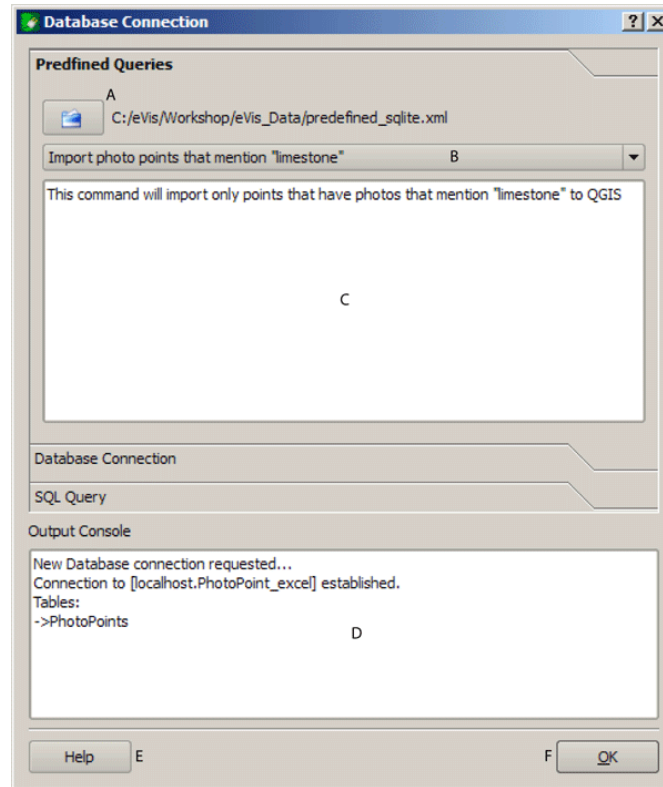 Database Connection
Predfined Queries
A
C:/eVis/Workshop/eVis_Data/predefined_sqlite.xml
Import photo points that mention "limestone" B
This command will import only points that have photos that mention "limestone" to QGIS
C
Database Connection
SQL Query
Output Console
New Database connection requested...
Connection to [localhost.PhotoPoint_excel] established.
Tables:
->PhotoPoints
D
Help E F OK